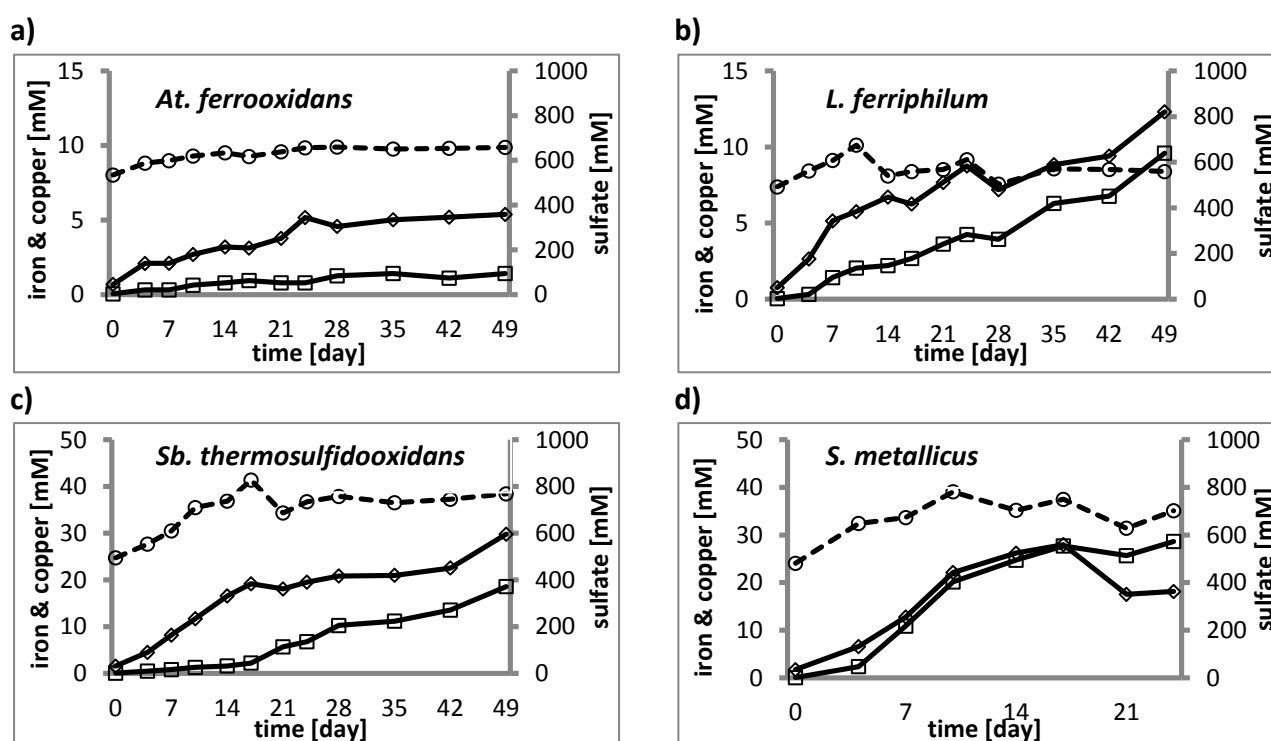 a)
At. ferrooxidans
iron & copper [mM]
15
10
5
0
1000
800
600
400
200
0
sulfate [mM]
0 7 14 21 28 35 42 49
time [day]
b)
L. ferriphilum
iron & copper [mM]
15
10
5
0
1000
800
600
400
200
0
sulfate [mM]
0 7 14 21 28 35 42 49
time [day]
c)
Sb. thermosulfidooxidans
iron & copper [mM]
50
40
30
20
10
0
1000
800
600
400
200
0
sulfate [mM]
0 7 14 21 28 35 42 49
time [day]
d)
S. metallicus
iron & copper [mM]
50
40
30
20
10
0
1000
800
600
400
200
0
sulfate [mM]
0 7 14 21
time [day]